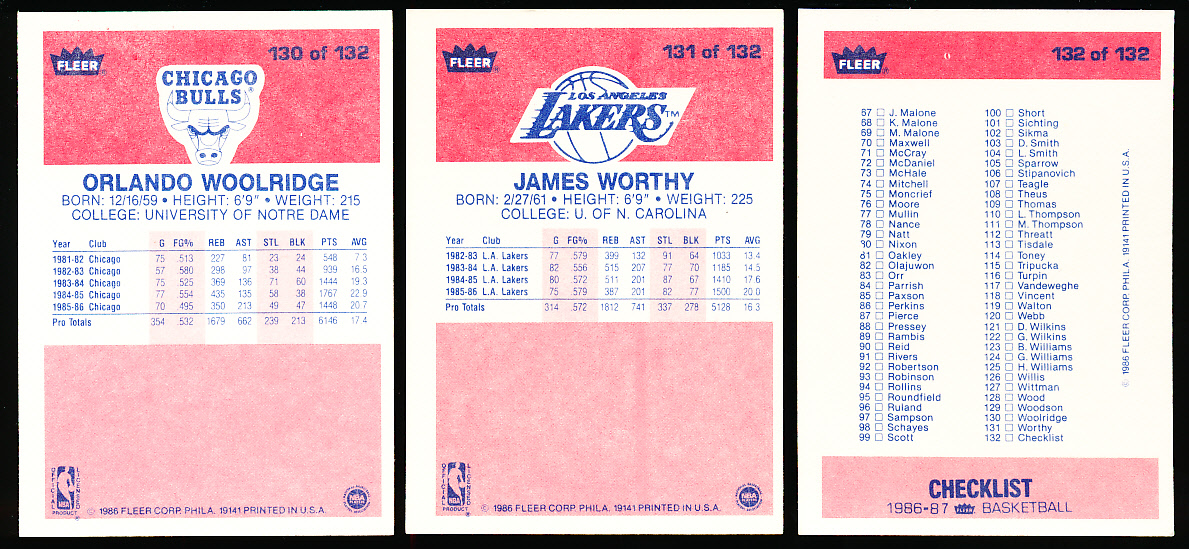 FLEER®
130 of 132
CHICAGO
BULLS®
ORLANDO WOOLRIDGE
BORN: 12/16/59 • HEIGHT: 6'9" • WEIGHT: 215
COLLEGE: UNIVERSITY OF NOTRE DAME
Year Club G FG% REB AST STL BLK PTS AVG
1981-82 Chicago 75 .513 227 81 23 24 548 7.3
1982-83 Chicago 57 .580 298 97 38 44 939 16.5
1983-84 Chicago 75 .525 369 136 71 60 1444 19.3
1984-85 Chicago 77 .554 435 135 58 38 1767 22.9
1985-86 Chicago 70 .495 350 213 49 47 1448 20.7
Pro Totals 354 .532 1679 662 239 213 6146 17.4
OFFICIAL LICENSED
NBA
PRODUCT
© 1986 FLEER CORP. PHILA. 19141 PRINTED IN U.S.A.
NBA
FLEER®
131 of 132
LOS ANGELES
LAKERS™
JAMES WORTHY
BORN: 2/27/61 • HEIGHT: 6'9" • WEIGHT: 225
COLLEGE: U. OF N. CAROLINA
Year Club G FG% REB AST STL BLK PTS AVG
1982-83 L.A. Lakers 77 .579 399 132 91 64 1033 13.4
1983-84 L.A. Lakers 82 .556 515 207 77 70 1185 14.5
1984-85 L.A. Lakers 80 .572 511 201 87 67 1410 17.6
1985-86 L.A. Lakers 75 .579 387 201 82 77 1500 20.0
Pro Totals 314 .572 1812 741 337 278 5128 16.3
OFFICIAL LICENSED
NBA
PRODUCT
© 1986 FLEER CORP. PHILA. 19141 PRINTED IN U.S.A.
NBA
FLEER®
132 of 132
67 □ J. Malone
68 □ K. Malone
69 □ M. Malone
70 □ Maxwell
71 □ McCray
72 □ McDaniel
73 □ McHale
74 □ Mitchell
75 □ Moncrief
76 □ Moore
77 □ Mullin
78 □ Nance
79 □ Natt
80 □ Nixon
81 □ Oakley
82 □ Olajuwon
83 □ Orr
84 □ Parrish
85 □ Paxson
86 □ Perkins
87 □ Pierce
88 □ Pressey
89 □ Rambis
90 □ Reid
91 □ Rivers
92 □ Robertson
93 □ Robinson
94 □ Rollins
95 □ Roundfield
96 □ Ruland
97 □ Sampson
98 □ Schayes
99 □ Scott
100 □ Short
101 □ Sichting
102 □ Sikma
103 □ D. Smith
104 □ L. Smith
105 □ Sparrow
106 □ Stipanovich
107 □ Teagle
108 □ Theus
109 □ Thomas
110 □ L. Thompson
111 □ M. Thompson
112 □ Threatt
113 □ Tisdale
114 □ Toney
115 □ Tripucka
116 □ Turpin
117 □ Vandeweghe
118 □ Vincent
119 □ Walton
120 □ Webb
121 □ D. Wilkins
122 □ G. Wilkins
123 □ B. Williams
124 □ G. Williams
125 □ H. Williams
126 □ Willis
127 □ Wittman
128 □ Wood
129 □ Woodson
130 □ Woolridge
131 □ Worthy
132 □ Checklist
© 1986 FLEER CORP. PHILA. 19141 PRINTED IN U.S.A.
CHECKLIST
1986-87 FLEER BASKETBALL